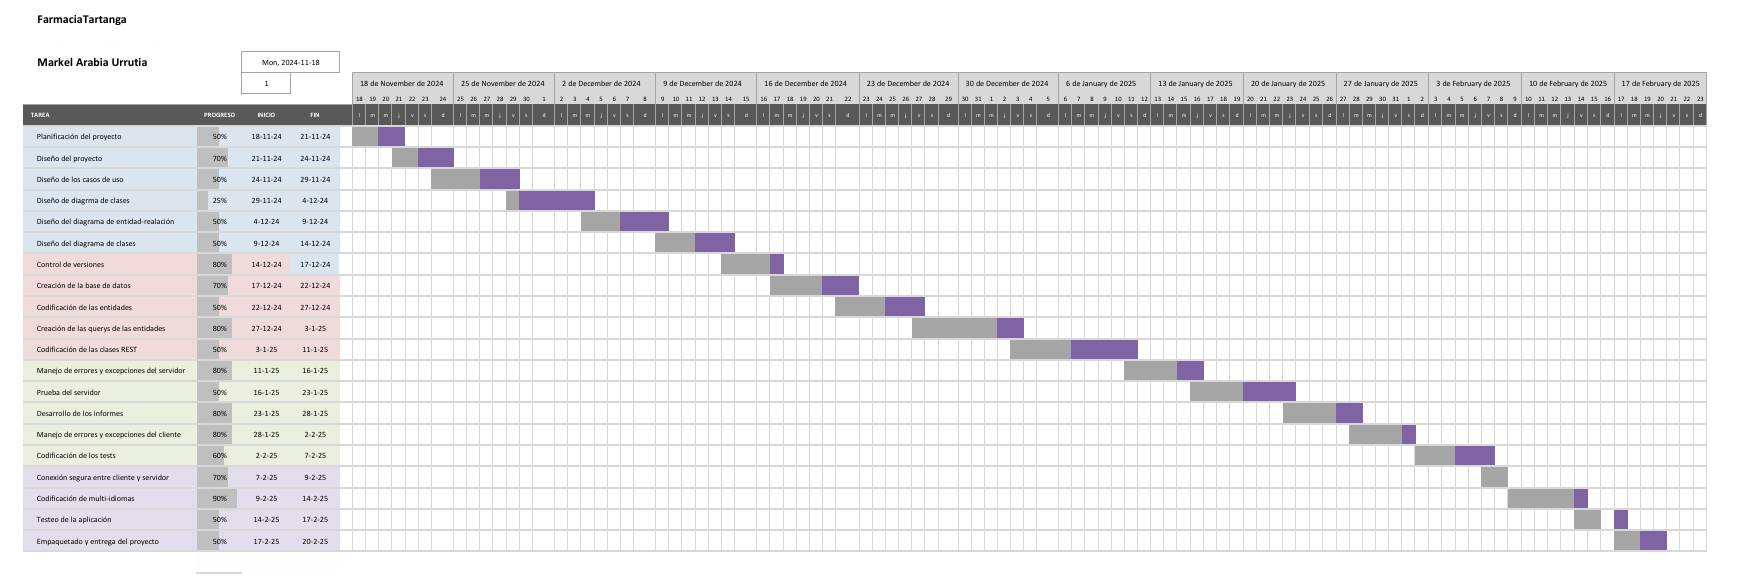 FarmaciaTartanga
Markel Arabia Urrutia
Mon, 2024-11-18
1
18 de November de 2024 25 de November de 2024 2 de December de 2024 9 de December de 2024 16 de December de 2024 23 de December de 2024 30 de December de 2024 6 de January de 2025 13 de January de 2025 20 de January de 2025 27 de January de 2025 3 de February de 2025 10 de February de 2025 17 de February de 2025
18 19 20 21 22 23 24 25 26 27 28 29 30 1 2 3 4 5 6 7 8 9 10 11 12 13 14 15 16 17 18 19 20 21 22 23 24 25 26 27 28 29 30 31 1 2 3 4 5 6 7 8 9 10 11 12 13 14 15 16 17 18 19 20 21 22 23 24 25 26 27 28 29 30 31 1 2 3 4 5 6 7 8 9 10 11 12 13 14 15 16 17 18 19 20 21 22 23
TAREA PROGRESO INICIO FIN l m m j v s d l m m j v s d l m m j v s d l m m j v s d l m m j v s d l m m j v s d l m m j v s d l m m j v s d l m m j v s d l m m j v s d l m m j v s d l m m j v s d l m m j v s d l m m j v s d
Planificación del proyecto 50% 18-11-24 21-11-24
Diseño del proyecto 70% 21-11-24 24-11-24
Diseño de los casos de uso 50% 24-11-24 29-11-24
Diseño de diagrma de clases 25% 29-11-24 4-12-24
Diseño del diagrama de entidad-realación 50% 4-12-24 9-12-24
Diseño del diagrama de clases 50% 9-12-24 14-12-24
Control de versiones 80% 14-12-24 17-12-24
Creación de la base de datos 70% 17-12-24 22-12-24
Codificación de las entidades 50% 22-12-24 27-12-24
Creación de las querys de las entidades 80% 27-12-24 3-1-25
Codificación de las clases REST 50% 3-1-25 11-1-25
Manejo de errores y excepciones del servidor 80% 11-1-25 16-1-25
Prueba del servidor 50% 16-1-25 23-1-25
Desarrollo de los informes 80% 23-1-25 28-1-25
Manejo de errores y excepciones del cliente 80% 28-1-25 2-2-25
Codificación de los tests 60% 2-2-25 7-2-25
Conexión segura entre cliente y servidor 70% 7-2-25 9-2-25
Codificación de multi-idiomas 90% 9-2-25 14-2-25
Testeo de la aplicación 50% 14-2-25 17-2-25
Empaquetado y entrega del proyecto 50% 17-2-25 20-2-25